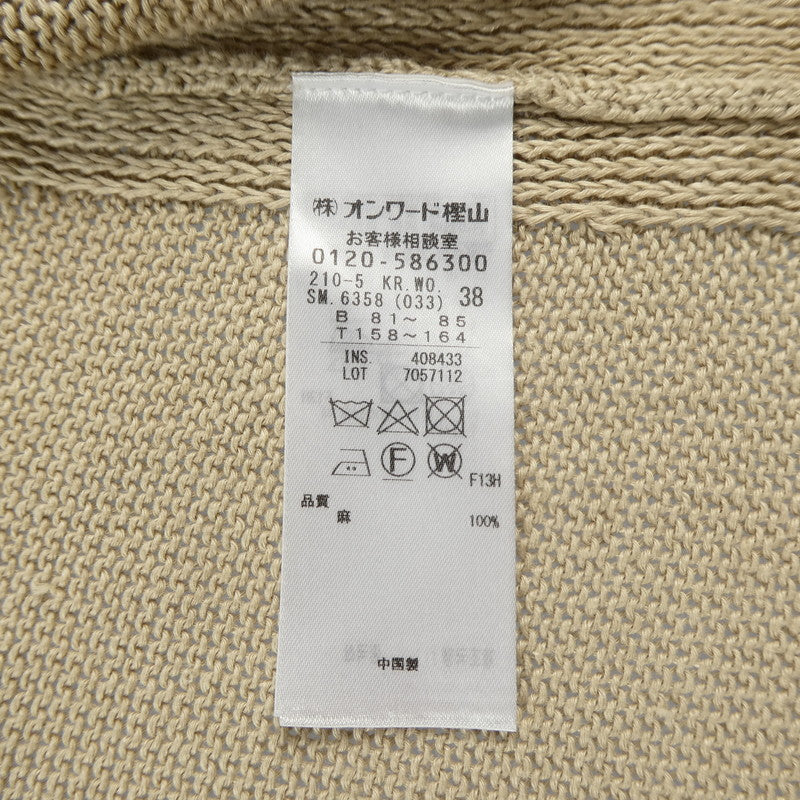 ㈱オンワード樫山
お客様相談室
0120-586300
210-5 KR.WO.
SM.6358 (033) 38
B 81～ 85
T158～164
INS. 408433
LOT 7057112
F W
F13H
品質
麻 100%
中国製